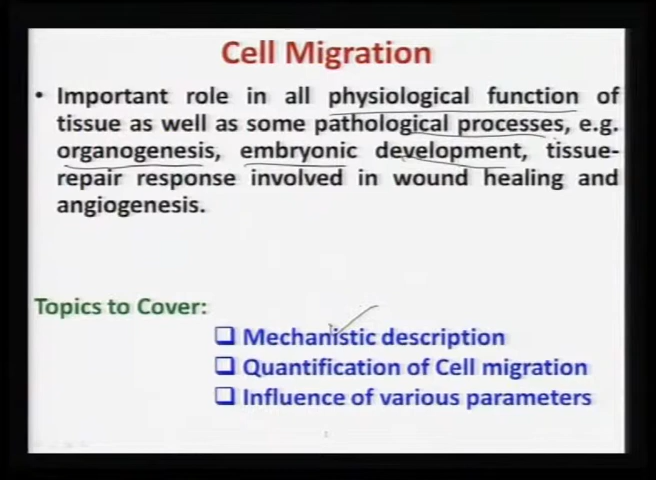 Cell Migration
• Important role in all physiological function of
tissue as well as some pathological processes, e.g.
organogenesis, embryonic development, tissue-
repair response involved in wound healing and
angiogenesis.
Topics to Cover:
❑ Mechanistic description
❑ Quantification of Cell migration
❑ Influence of various parameters